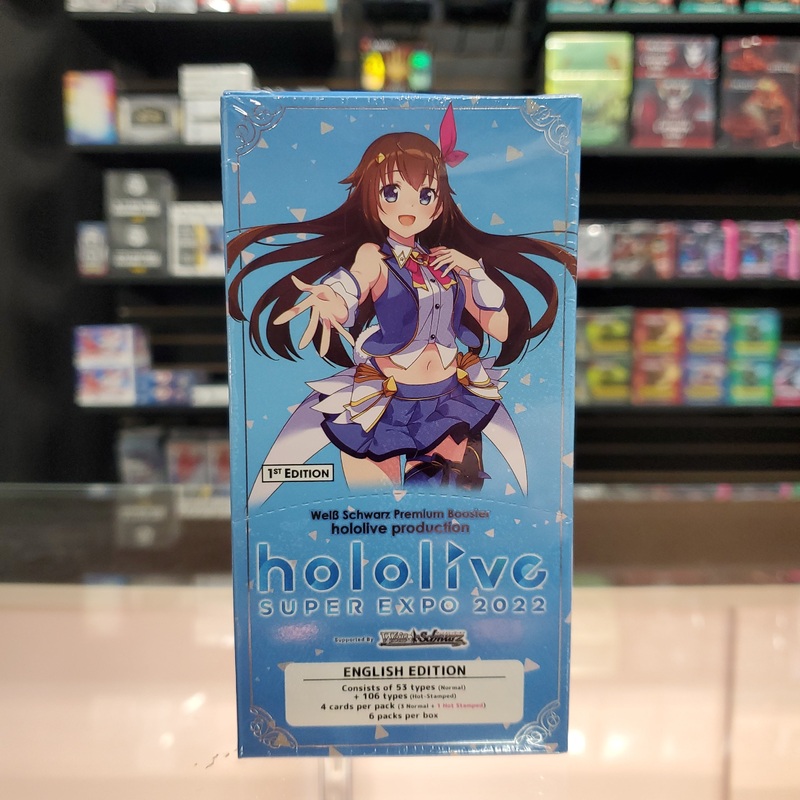 1ST EDITION
Weiß Schwarz Premium Booster
hololive production
hololive
SUPER EXPO 2022
Supported By Weiß Schwarz
ENGLISH EDITION
Consists of 53 types (Normal)
+ 106 types (Hot-Stamped)
4 cards per pack (3 Normal + 1 Hot Stamped)
6 packs per box